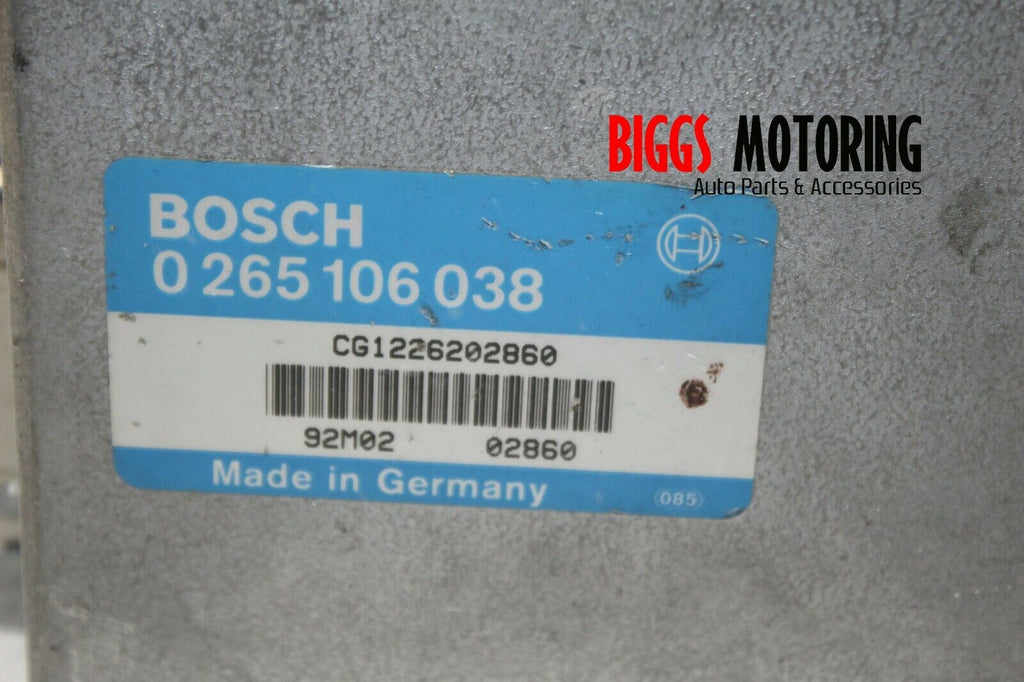 BIGGS MOTORING
Auto Parts & Accessories
BOSCH
0 265 106 038
CG1226202860
92M02 02860
Made in Germany (085)